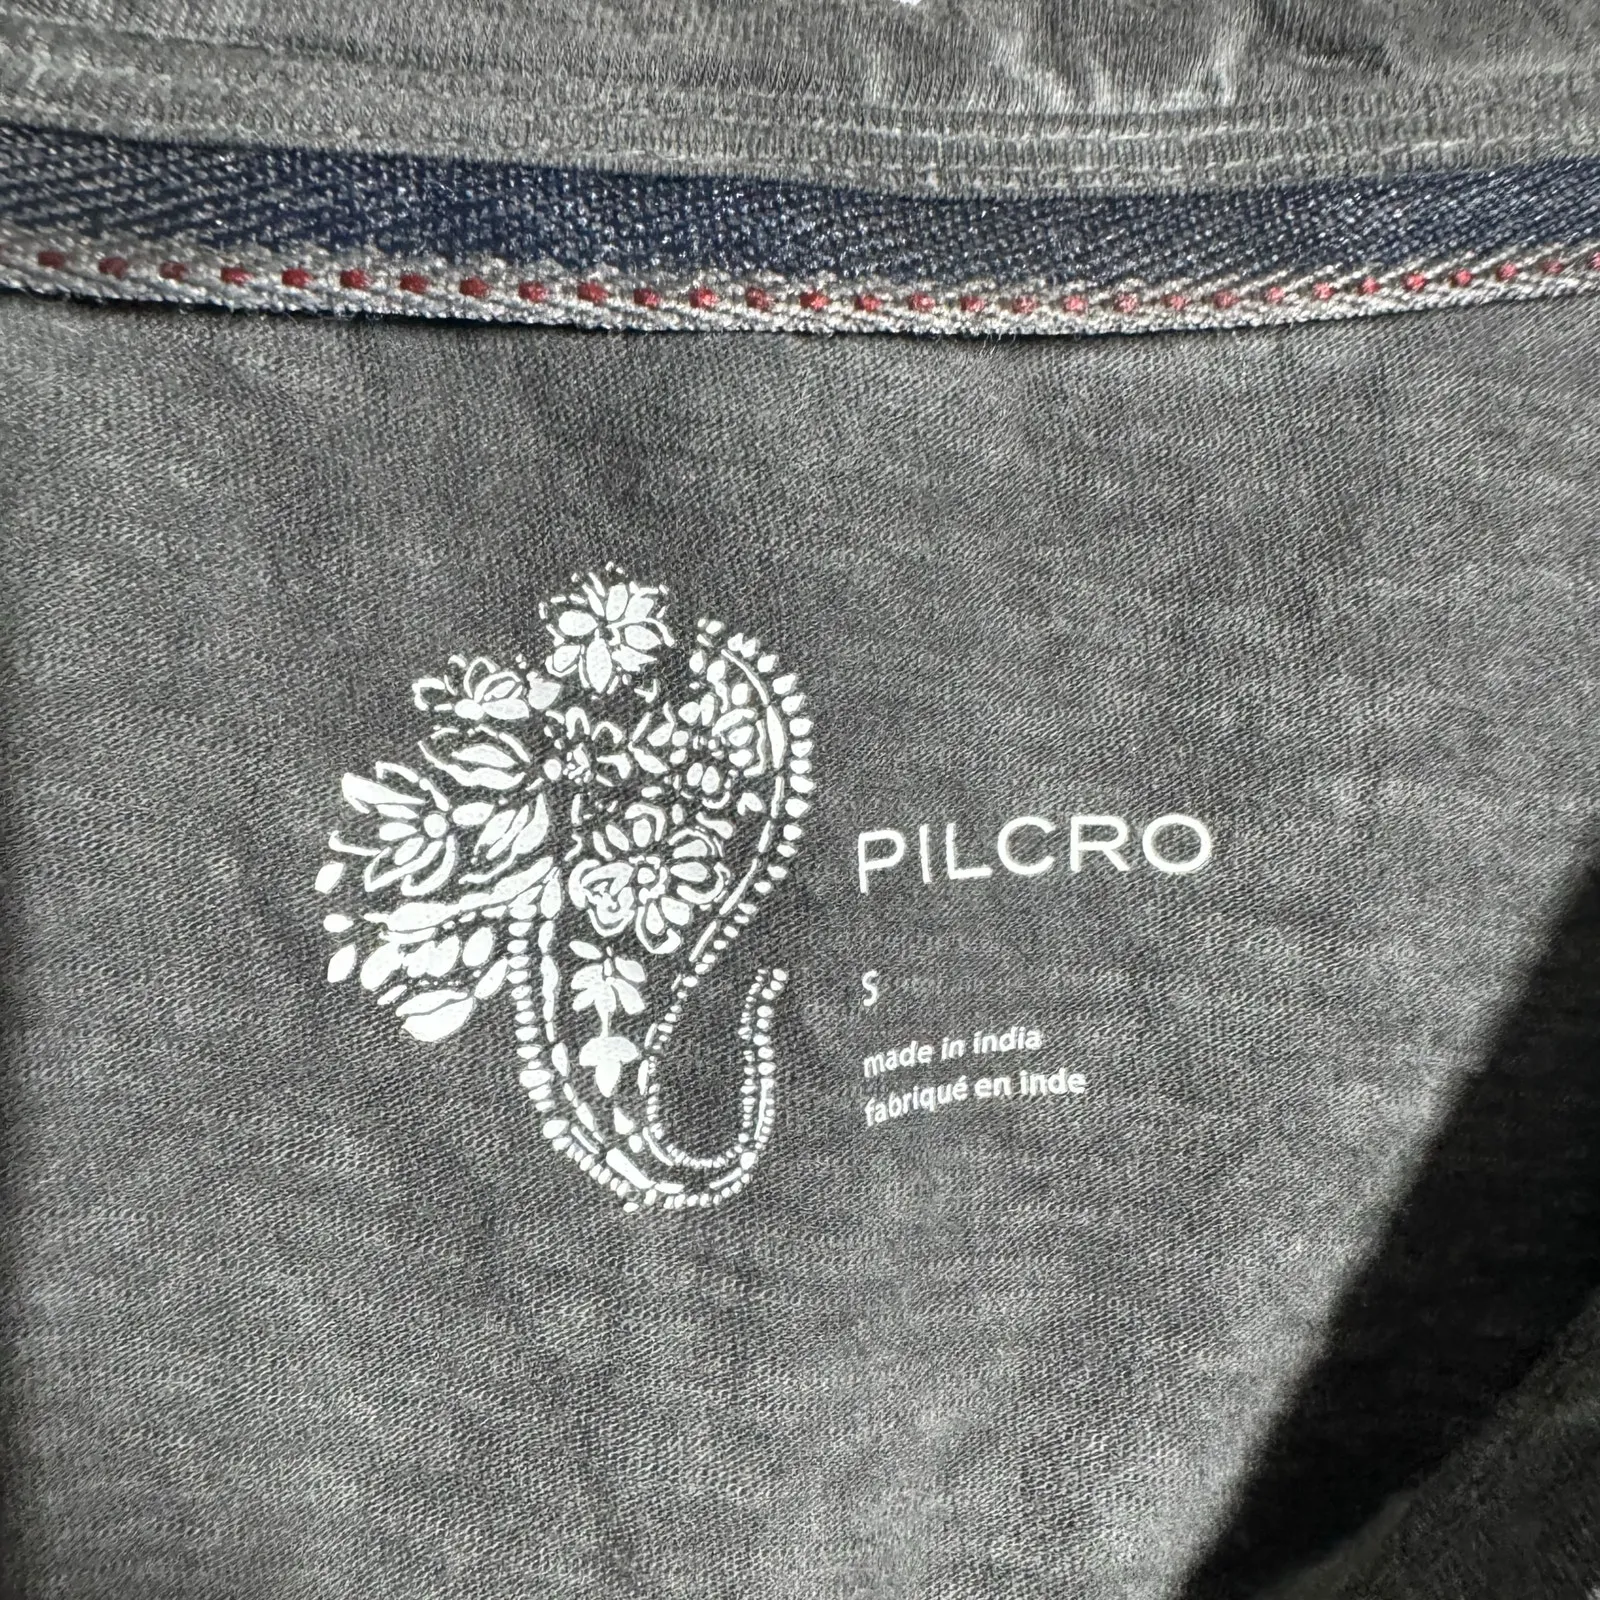 PILCRO
S
made in india
fabriqué en inde